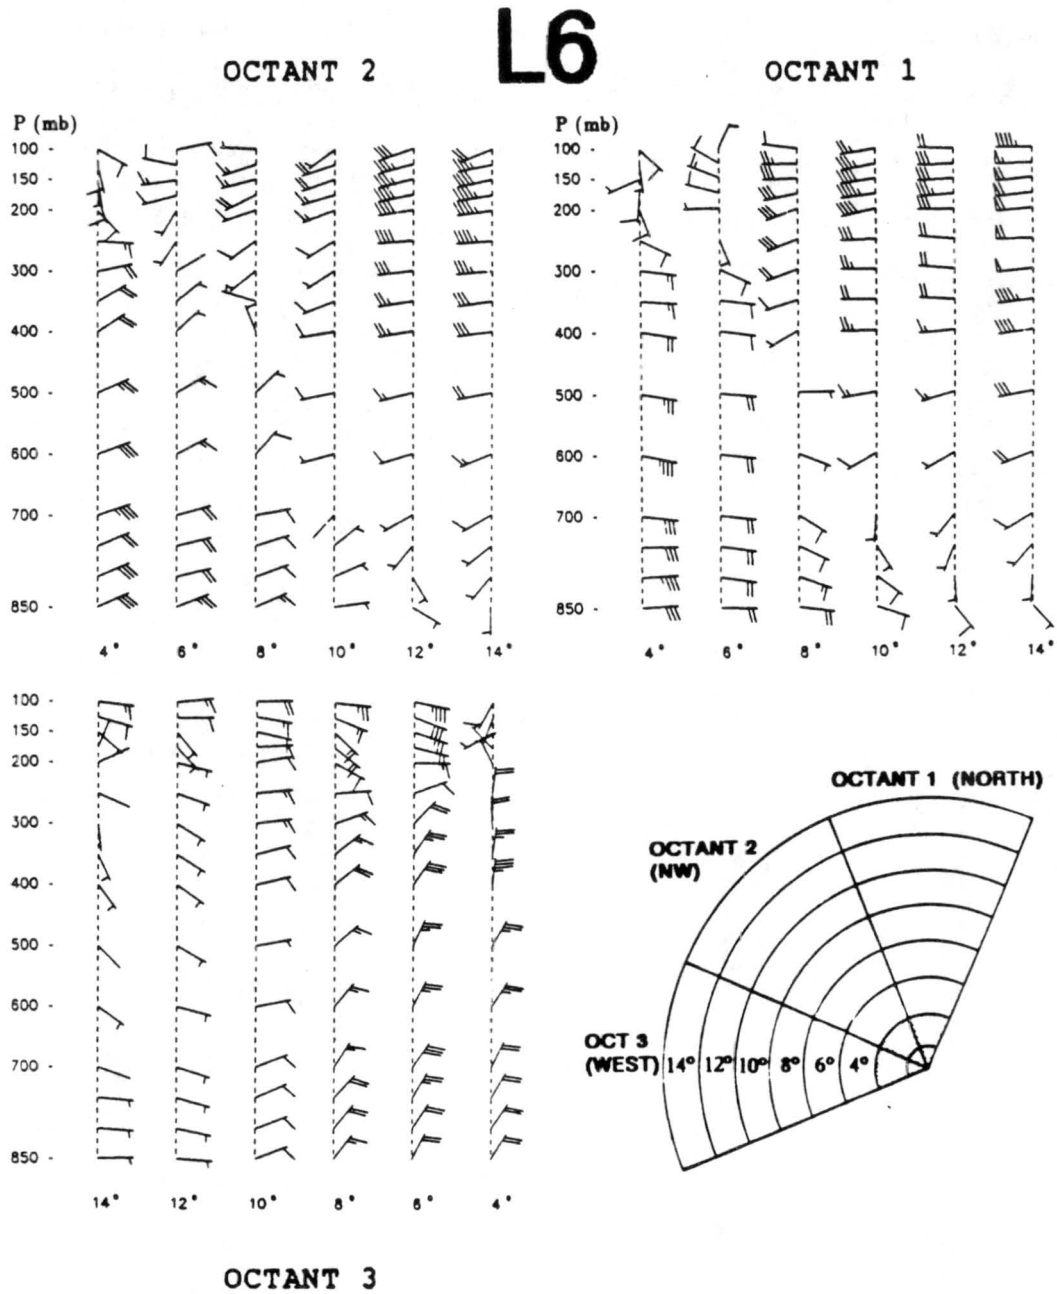 L6
OCTANT 2
OCTANT 1
P (mb)
100 -
150 -
200 -
300 -
400 -
500 -
600 -
700 -
850 -
4° 6° 8° 10° 12° 14°
P (mb)
100 -
150 -
200 -
300 -
400 -
500 -
600 -
700 -
850 -
4° 6° 8° 10° 12° 14°
100 -
150 -
200 -
300 -
400 -
500 -
600 -
700 -
850 -
14° 12° 10° 8° 6° 4°
OCTANT 3
OCTANT 1 (NORTH)
OCTANT 2
(NW)
OCT 3
(WEST) 14° 12° 10° 8° 6° 4°